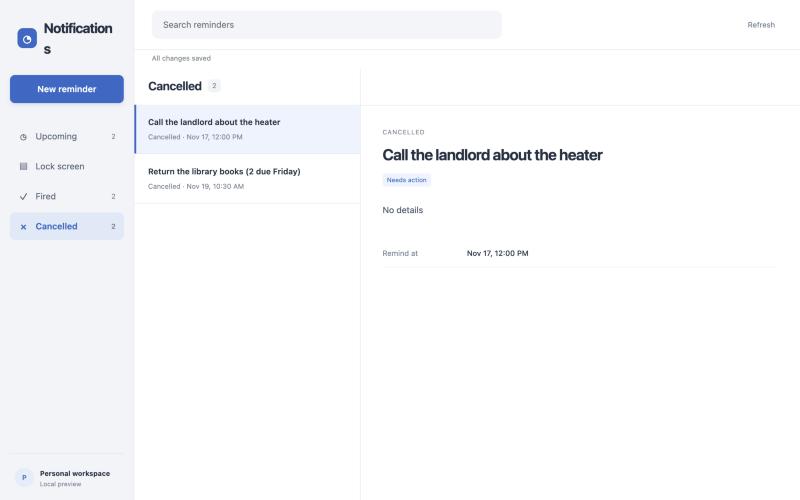 Notifications
New reminder
Upcoming 2
Lock screen
Fired 2
Cancelled 2
P
Personal workspace
Local preview
Search reminders
Refresh
All changes saved
Cancelled 2
Call the landlord about the heater
Cancelled · Nov 17, 12:00 PM
Return the library books (2 due Friday)
Cancelled · Nov 19, 10:30 AM
CANCELLED
Call the landlord about the heater
Needs action
No details
Remind at Nov 17, 12:00 PM